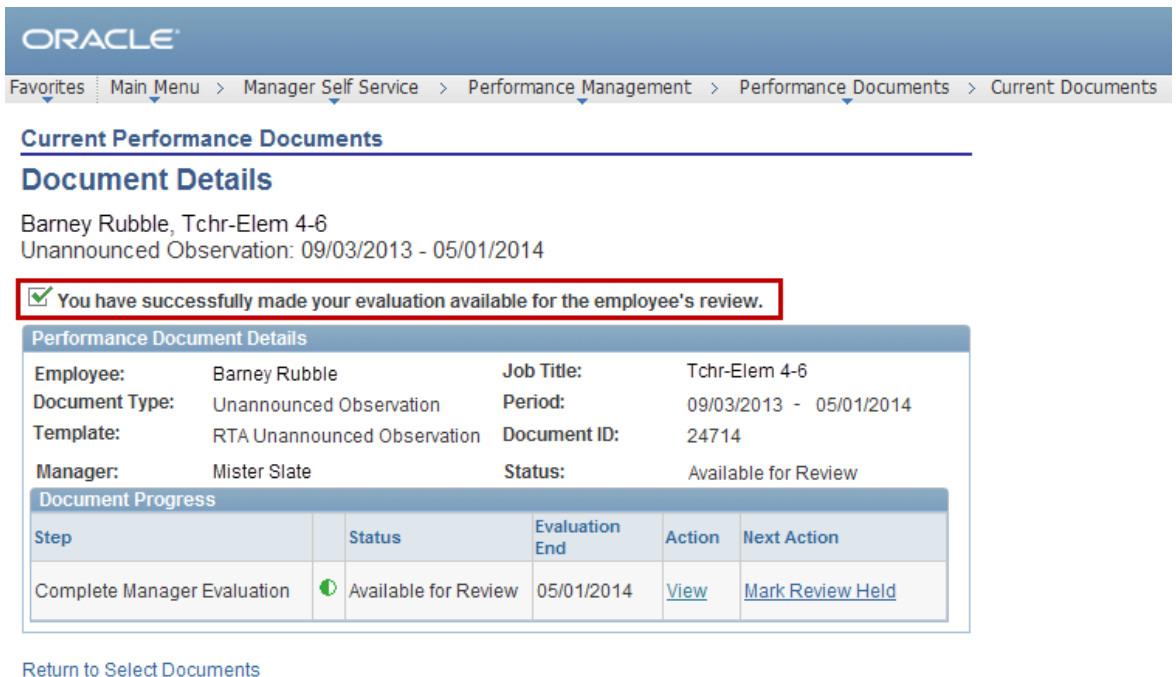 ORACLE
Favorites Main Menu > Manager Self Service > Performance Management > Performance Documents > Current Documents
Current Performance Documents
Document Details
Barney Rubble, Tchr-Elem 4-6
Unannounced Observation: 09/03/2013 - 05/01/2014
You have successfully made your evaluation available for the employee's review.
Performance Document Details
Employee: Barney Rubble Job Title: Tchr-Elem 4-6
Document Type: Unannounced Observation Period: 09/03/2013 - 05/01/2014
Template: RTA Unannounced Observation Document ID: 24714
Manager: Mister Slate Status: Available for Review
Document Progress
Step Status Evaluation End Action Next Action
Complete Manager Evaluation Available for Review 05/01/2014 View Mark Review Held
Return to Select Documents